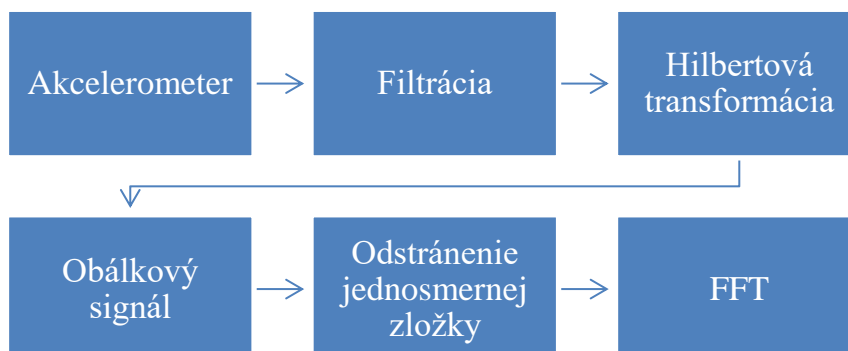 Akcelerometer
Filtrácia
Hilbertová
transformácia
Obálkový
signál
Odstránenie
jednosmernej
zložky
FFT